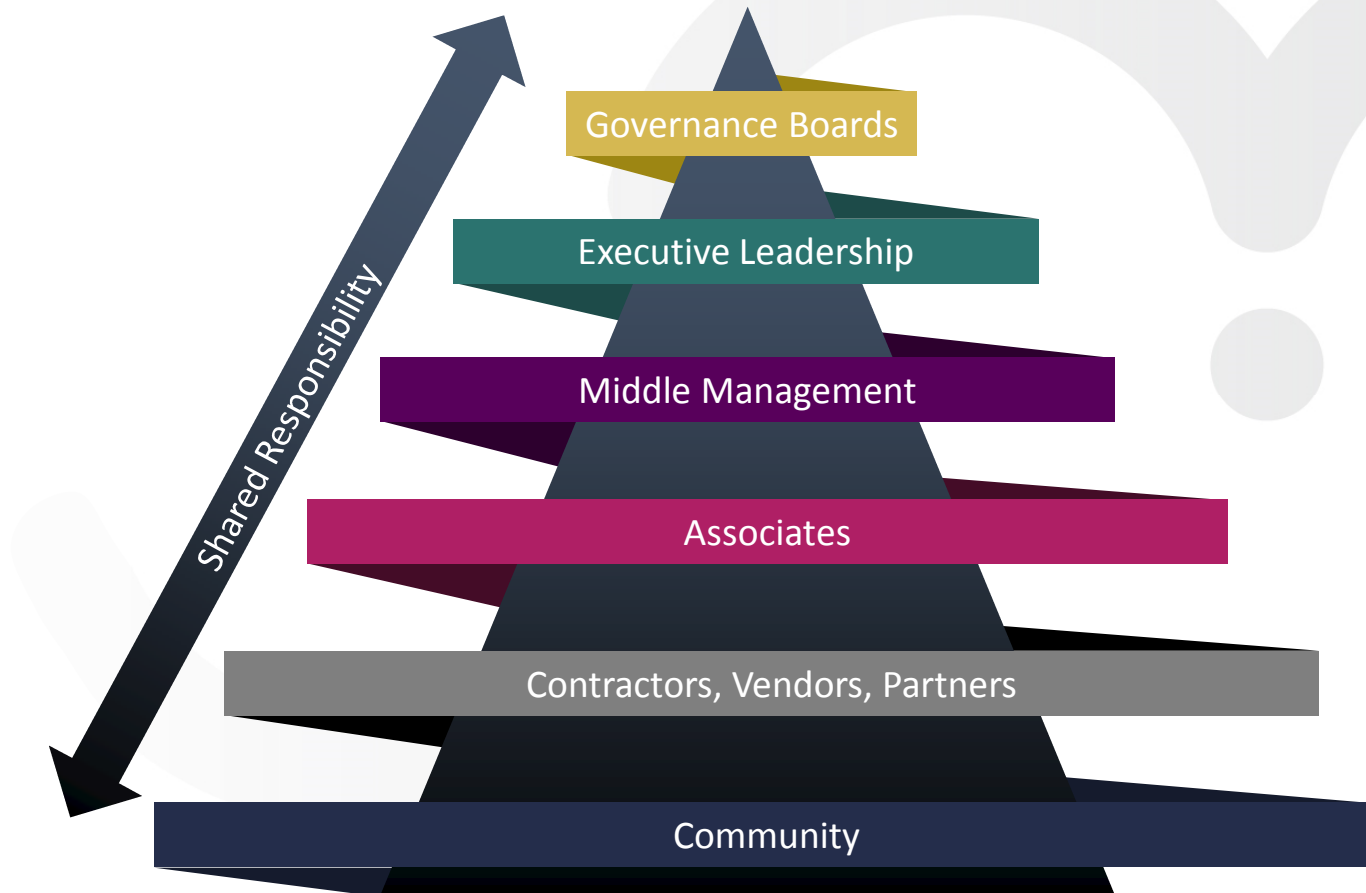 Governance Boards
Executive Leadership
Middle Management
Associates
Contractors, Vendors, Partners
Community
Shared Responsibility